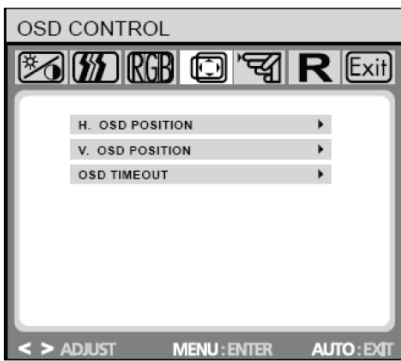 OSD CONTROL
RGB R Exit
H. OSD POSITION
V. OSD POSITION
OSD TIMEOUT
< > ADJUST MENU : ENTER AUTO : EXIT